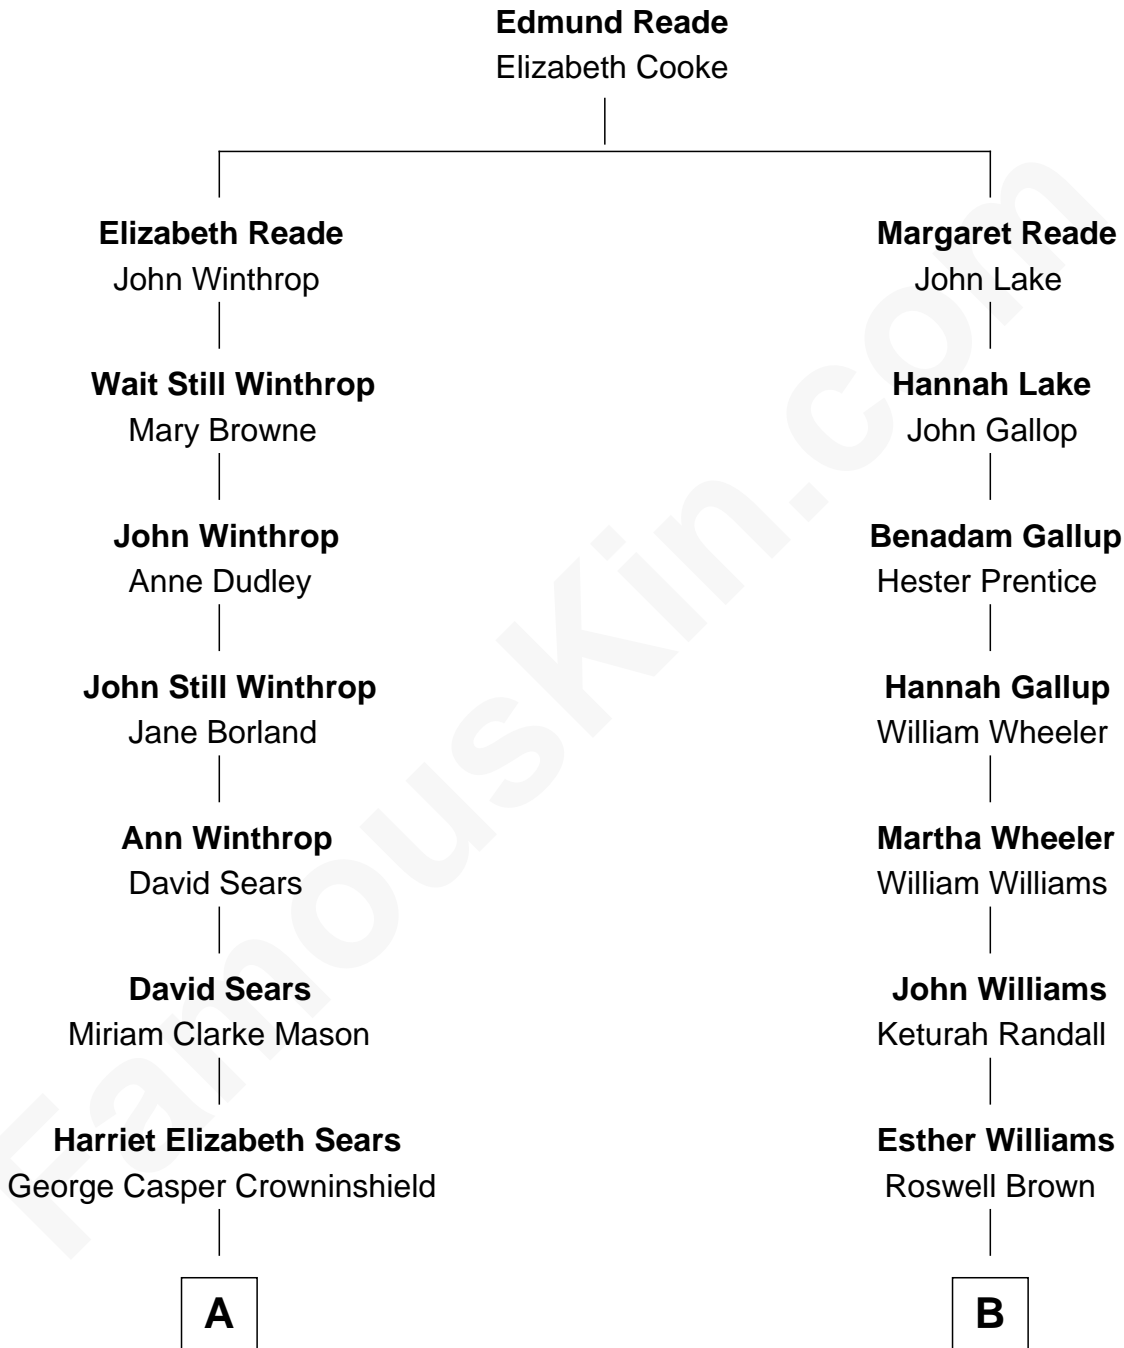 Edmund Reade
Elizabeth Cooke
Elizabeth Reade
John Winthrop
Margaret Reade
John Lake
Wait Still Winthrop
Mary Browne
Hannah Lake
John Gallop
John Winthrop
Anne Dudley
Benadam Gallup
Hester Prentice
John Still Winthrop
Jane Borland
Hannah Gallup
William Wheeler
Ann Winthrop
David Sears
Martha Wheeler
William Williams
David Sears
Miriam Clarke Mason
John Williams
Keturah Randall
Harriet Elizabeth Sears
George Casper Crowninshield
Esther Williams
Roswell Brown
A
B
FamousKin.com